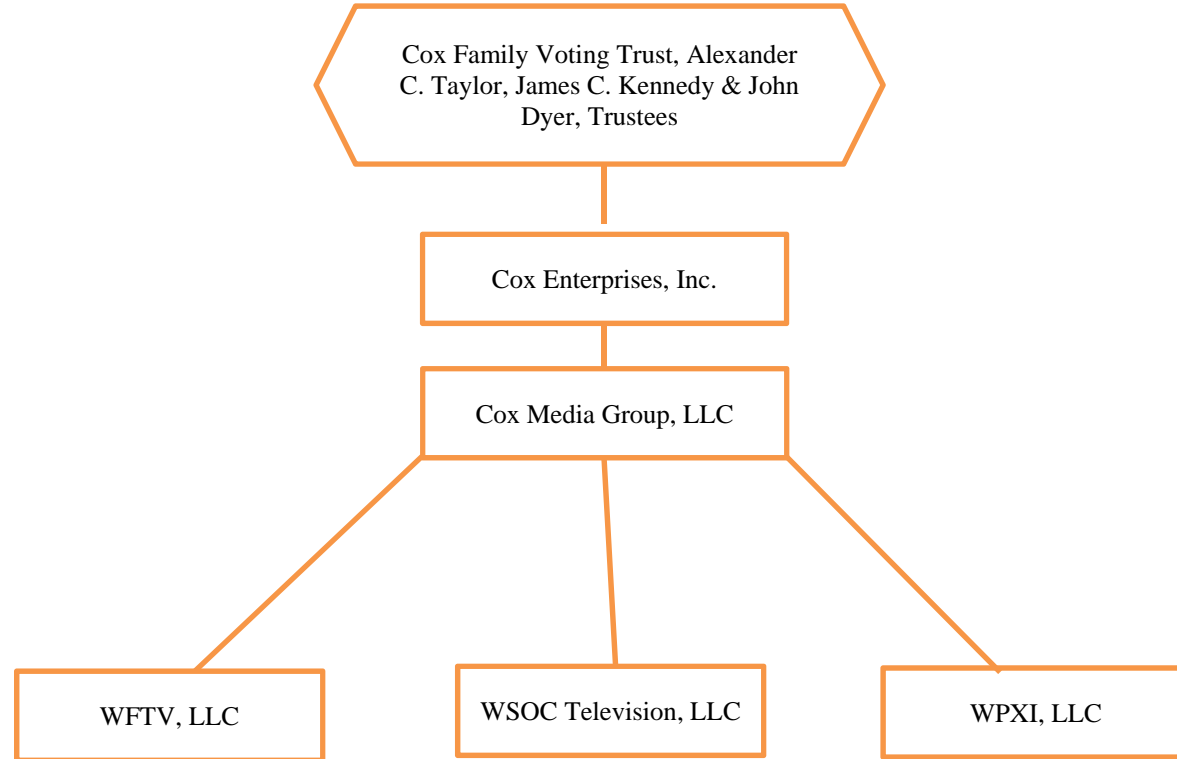 Cox Family Voting Trust, Alexander
C. Taylor, James C. Kennedy & John
Dyer, Trustees
Cox Enterprises, Inc.
Cox Media Group, LLC
WFTV, LLC
WSOC Television, LLC
WPXI, LLC